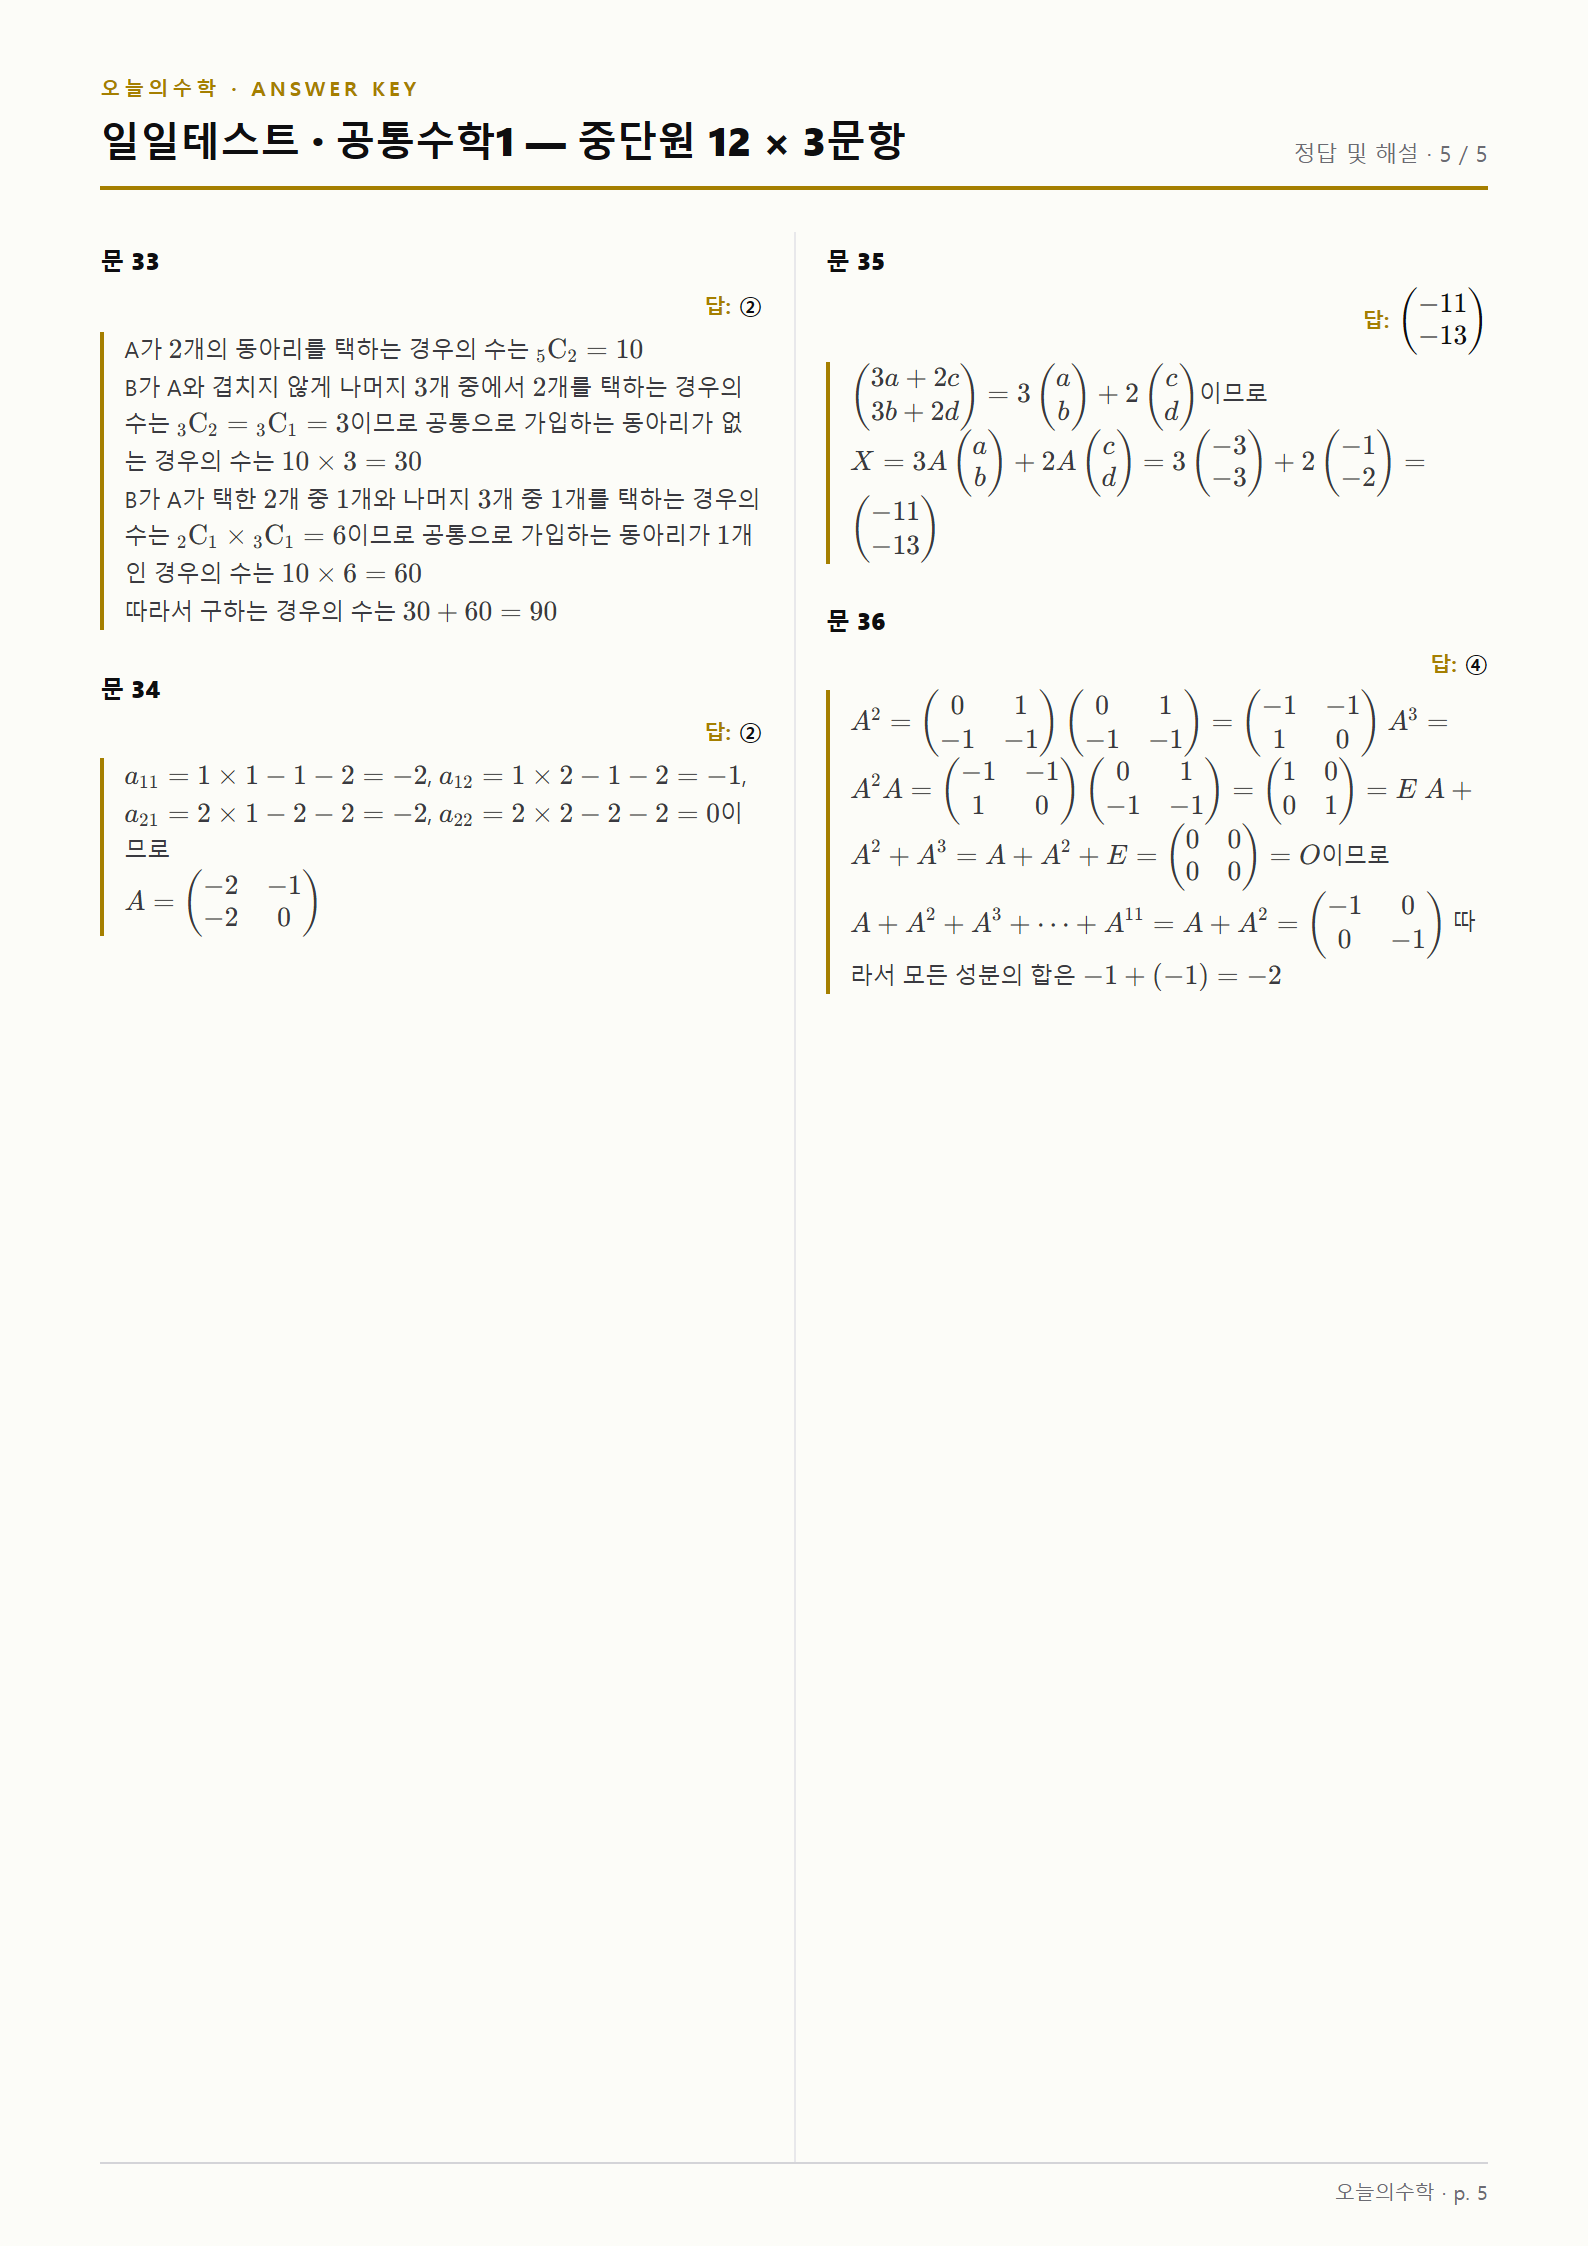 오늘의수학 · ANSWER KEY
일일테스트 · 공통수학1 — 중단원 12 × 3문항
정답 및 해설 · 5 / 5
문 33
답: ②
A가 2개의 동아리를 택하는 경우의 수는 ₅C₂ = 10
B가 A와 겹치지 않게 나머지 3개 중에서 2개를 택하는 경우의
수는 ₃C₂ = ₃C₁ = 3이므로 공통으로 가입하는 동아리가 없
는 경우의 수는 10 × 3 = 30
B가 A가 택한 2개 중 1개와 나머지 3개 중 1개를 택하는 경우의
수는 ₂C₁ × ₃C₁ = 6이므로 공통으로 가입하는 동아리가 1개
인 경우의 수는 10 × 6 = 60
따라서 구하는 경우의 수는 30 + 60 = 90
문 34
답: ②
a₁₁ = 1 × 1 − 1 − 2 = −2, a₁₂ = 1 × 2 − 1 − 2 = −1,
a₂₁ = 2 × 1 − 2 − 2 = −2, a₂₂ = 2 × 2 − 2 − 2 = 0이
므로
A = (−2 −1; −2 0)
문 35
답: (−11; −13)
(3a + 2c; 3b + 2d) = 3 (a; b) + 2 (c; d)이므로
X = 3A (a; b) + 2A (c; d) = 3 (−3; −3) + 2 (−1; −2) =
(−11; −13)
문 36
답: ④
A² = (0 1; −1 −1) (0 1; −1 −1) = (−1 −1; 1 0) A³ =
A²A = (−1 −1; 1 0) (0 1; −1 −1) = (1 0; 0 1) = E A +
A² + A³ = A + A² + E = (0 0; 0 0) = O이므로
A + A² + A³ + ⋯ + A¹¹ = A + A² = (−1 0; 0 −1) 따
라서 모든 성분의 합은 −1 + (−1) = −2
오늘의수학 · p. 5